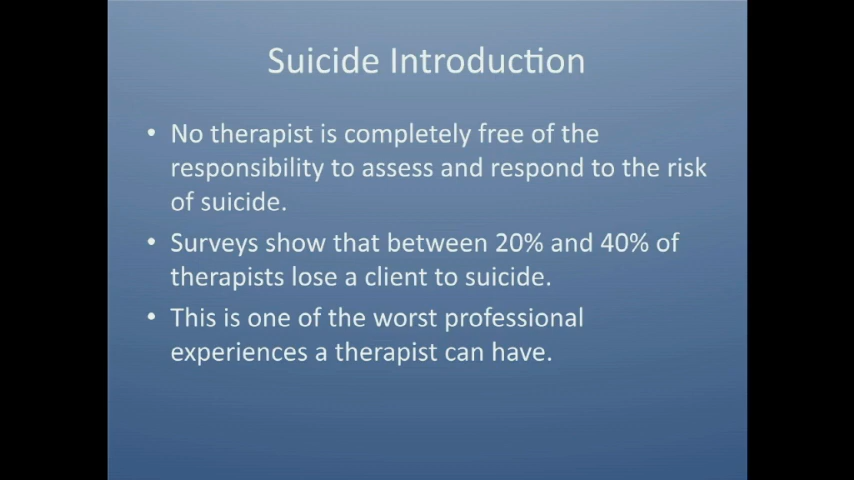 Suicide Introduction
• No therapist is completely free of the
responsibility to assess and respond to the risk
of suicide.
• Surveys show that between 20% and 40% of
therapists lose a client to suicide.
• This is one of the worst professional
experiences a therapist can have.